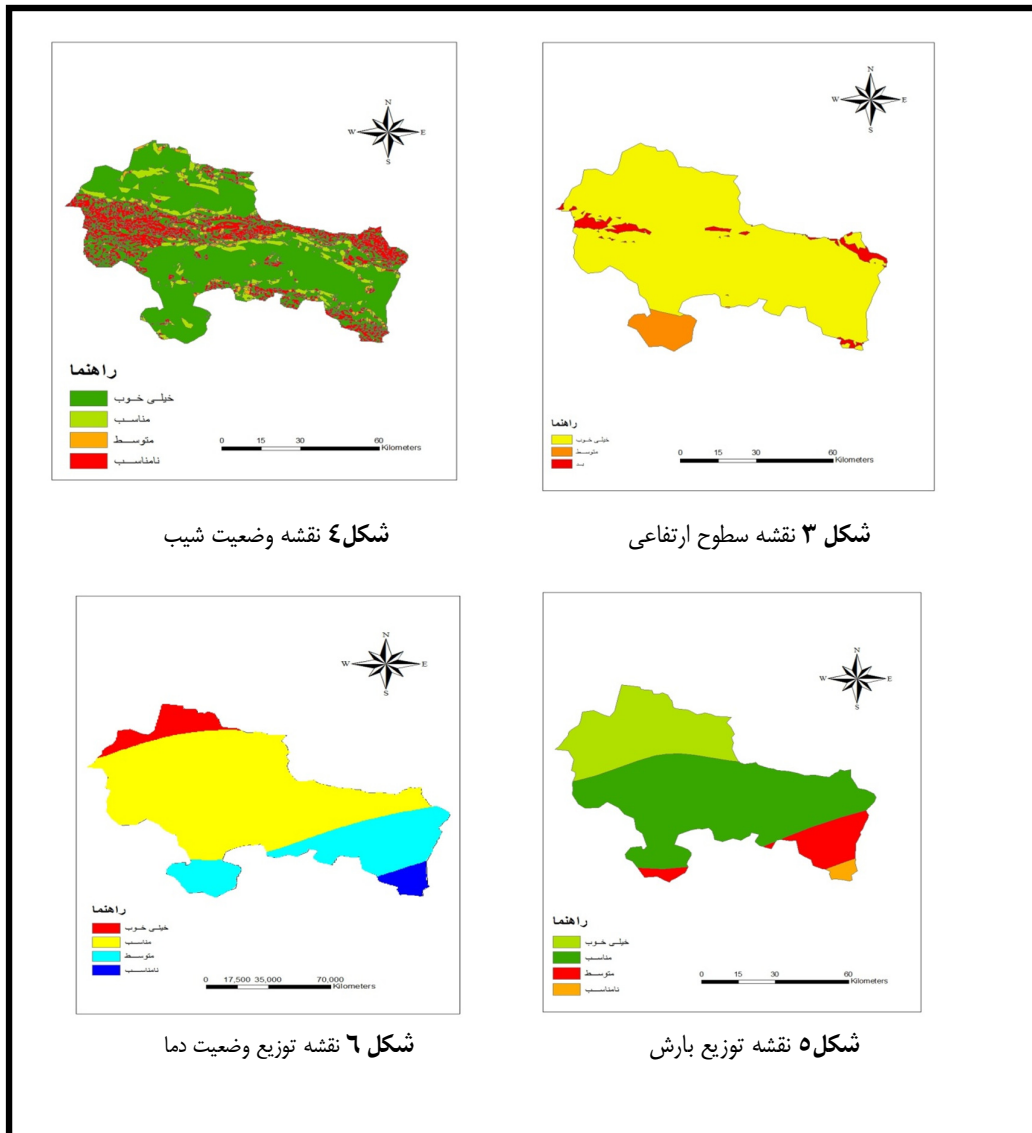 N
W E
S
راهنما
خیلی خوب
مناسب
متوسط
نامناسب
0 15 30 60
Kilometers
N
W E
S
راهنما
خیلی خوب
متوسط
بد
0 15 30 60
Kilometers
شکل ٣ نقشه سطوح ارتفاعی
شکل٤ نقشه وضعیت شیب
N
W E
S
راهنما
خیلی خوب
مناسب
متوسط
نامناسب
0 17,500 35,000 70,000
Kilometers
N
W E
S
راهنما
خیلی خوب
مناسب
متوسط
نامناسب
0 15 30 60
Kilometers
شکل٥ نقشه توزیع بارش
شکل ٦ نقشه توزیع وضعیت دما